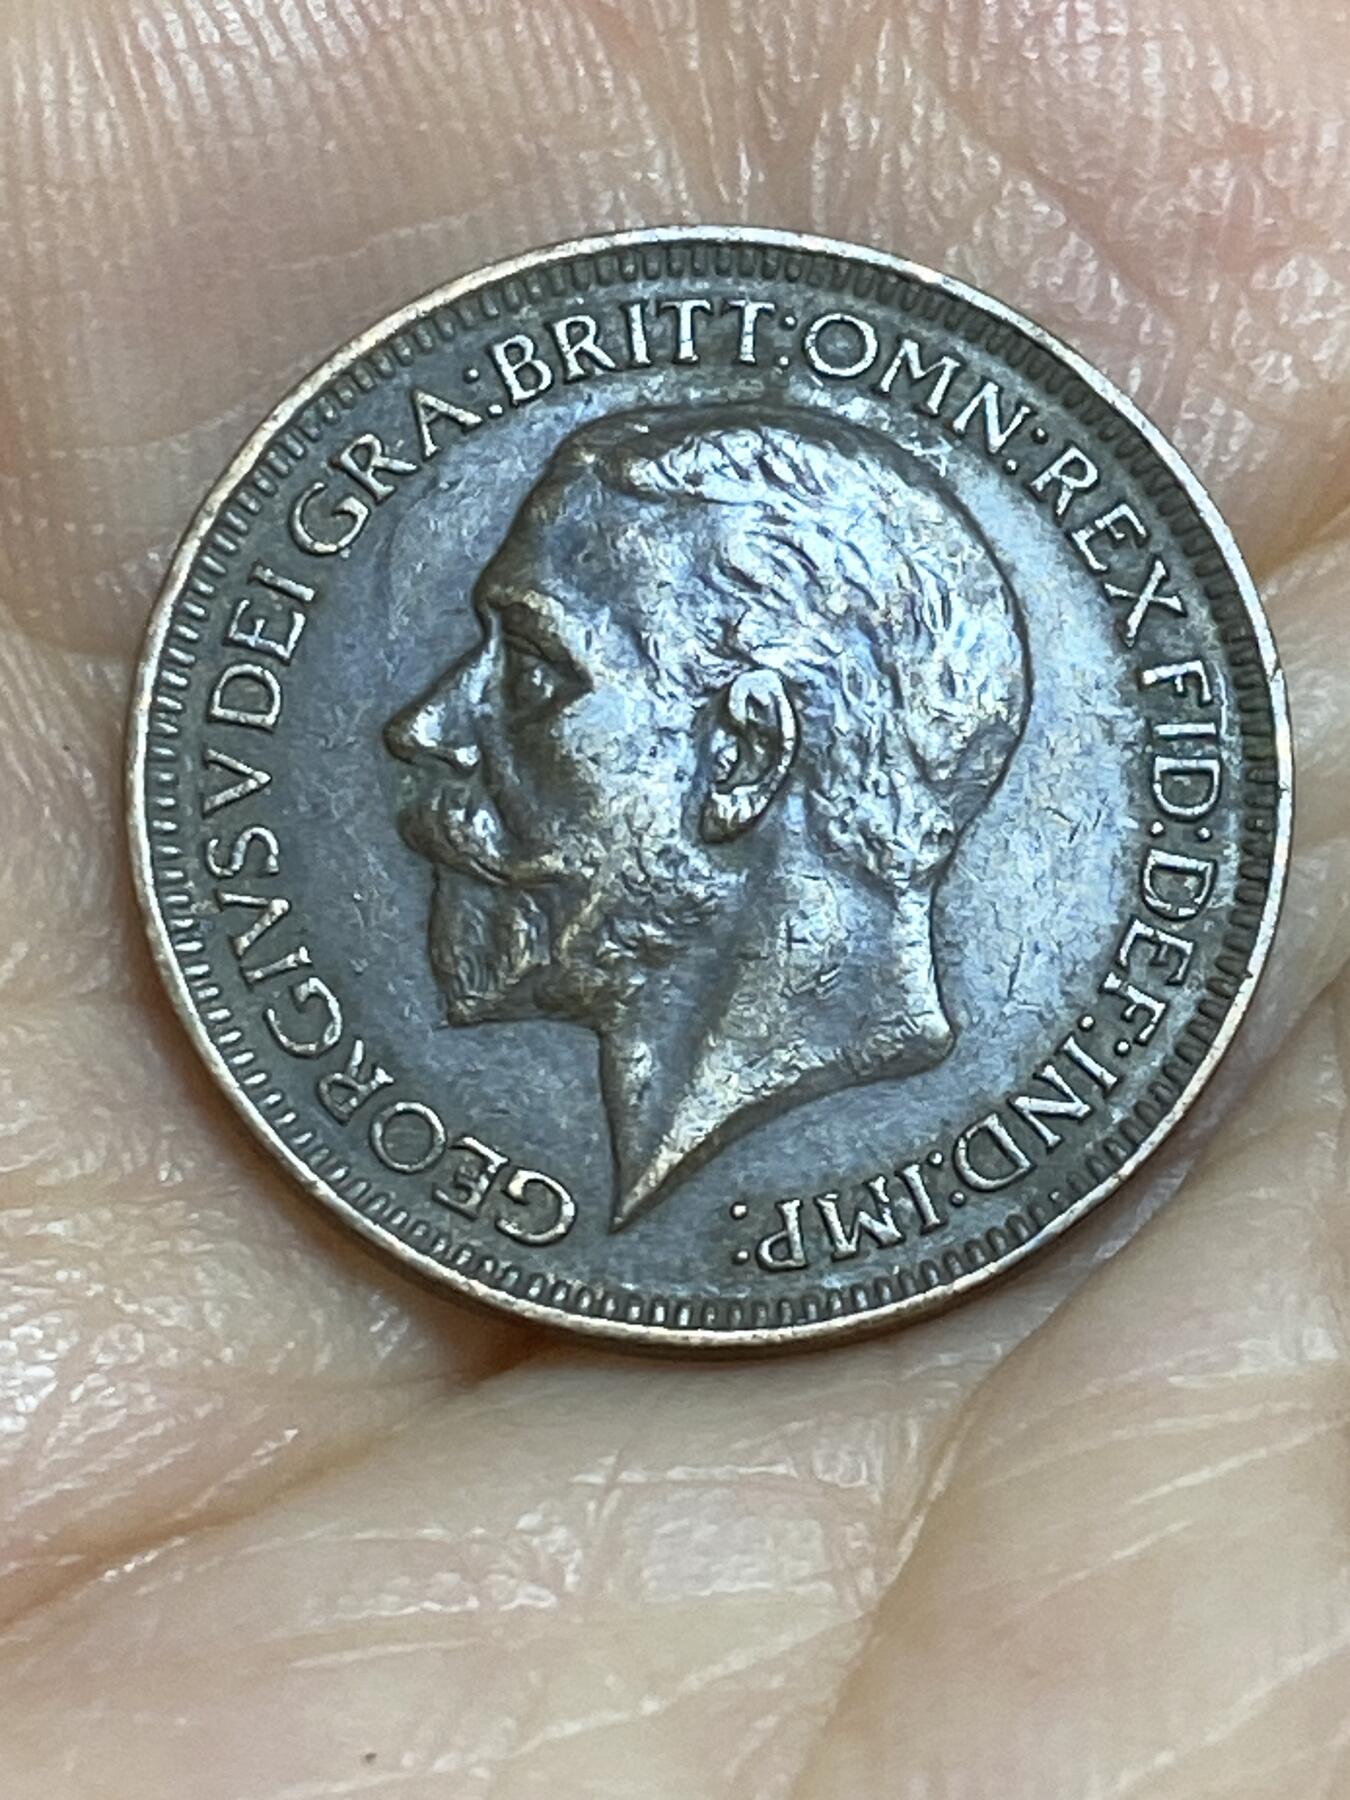 GEORGIVS V DEI GRA: BRITT: OMN: REX FID: DEF: IND: IMP: